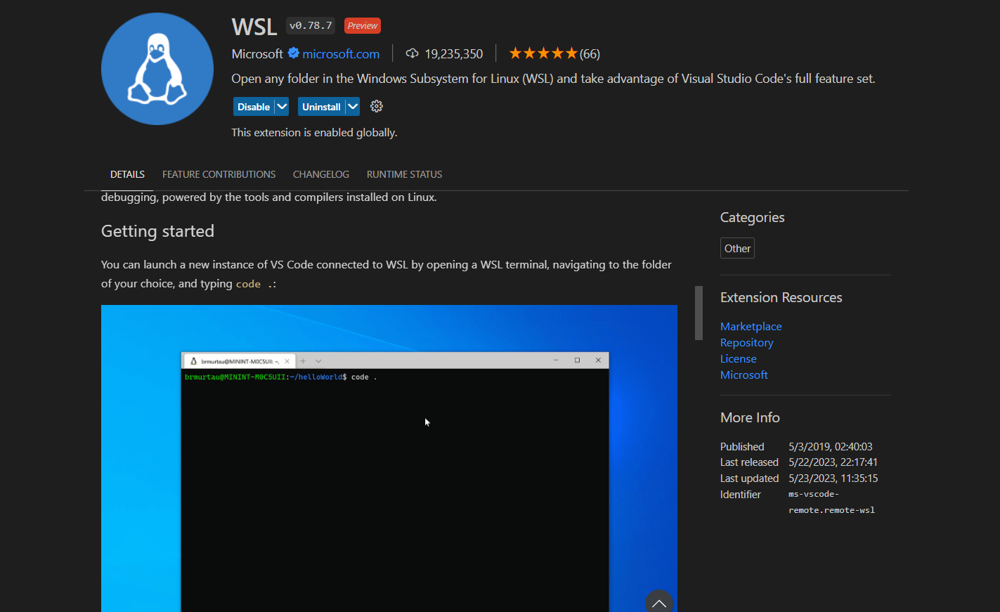 WSL v0.78.7 Preview
Microsoft microsoft.com 19,235,350 (66)
Open any folder in the Windows Subsystem for Linux (WSL) and take advantage of Visual Studio Code's full feature set.
Disable Uninstall
This extension is enabled globally.
DETAILS FEATURE CONTRIBUTIONS CHANGELOG RUNTIME STATUS
debugging, powered by the tools and compilers installed on Linux.
Getting started
You can launch a new instance of VS Code connected to WSL by opening a WSL terminal, navigating to the folder
of your choice, and typing code .:
brmurtau@MININT-M0C5UII: ~,
brmurtau@MININT-M0C5UII:~/helloWorld$ code .
Categories
Other
Extension Resources
Marketplace
Repository
License
Microsoft
More Info
Published 5/3/2019, 02:40:03
Last released 5/22/2023, 22:17:41
Last updated 5/23/2023, 11:35:15
Identifier ms-vscode-
remote.remote-wsl